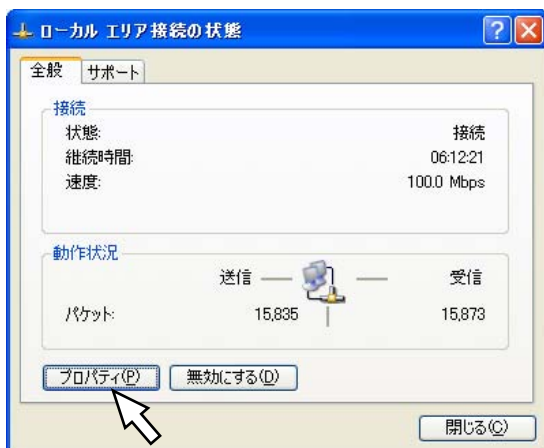 ローカル エリア接続の状態
全般 サポート
接続
状態: 接続
継続時間: 06:12:21
速度: 100.0 Mbps
動作状況
送信 受信
パケット: 15,835 15,873
プロパティ(P) 無効にする(D)
閉じる(C)